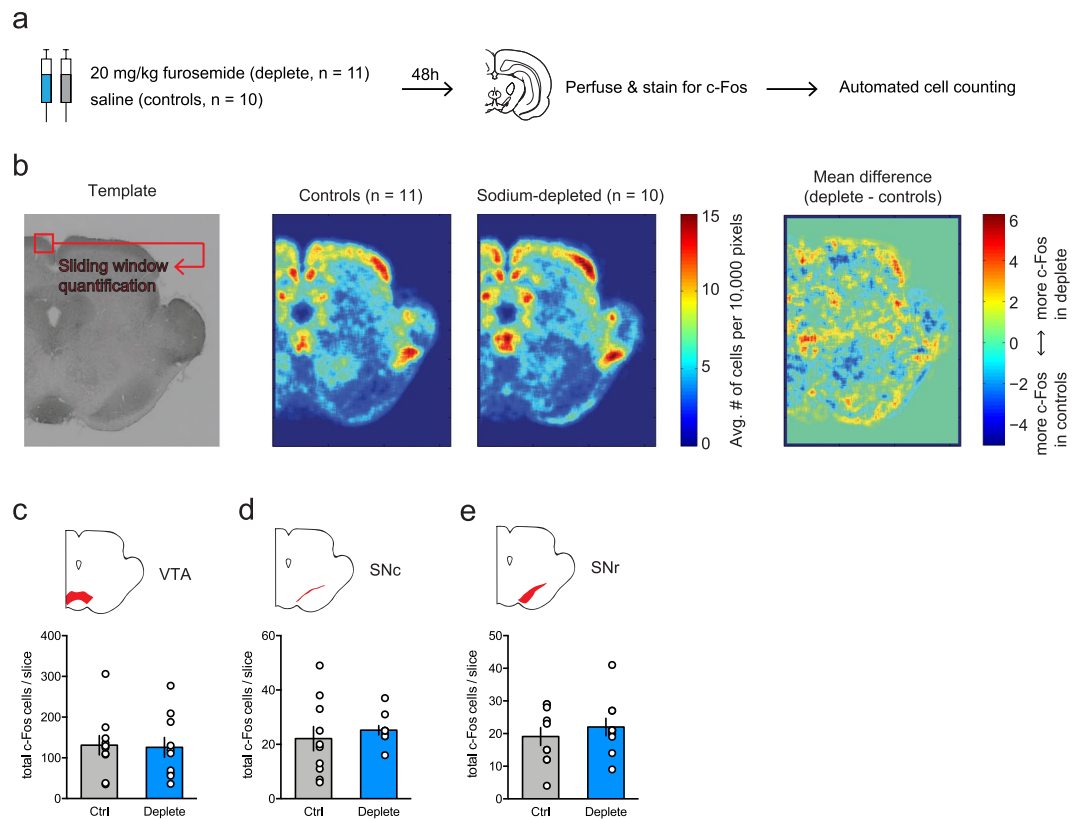 a
20 mg/kg furosemide (deplete, n = 11)
saline (controls, n = 10)
48h
Perfuse & stain for c-Fos
Automated cell counting
b
Template
Sliding window
quantification
Controls (n = 11)
Sodium-depleted (n = 10)
15
10
5
0
Avg. # of cells per 10,000 pixels
Mean difference
(deplete - controls)
6
4
2
0
−2
−4
more c-Fos
in deplete
more c-Fos
in controls
c
VTA
total c-Fos cells / slice
400
300
200
100
0
Ctrl
Deplete
d
SNc
total c-Fos cells / slice
60
40
20
0
Ctrl
Deplete
e
SNr
total c-Fos cells / slice
50
40
30
20
10
0
Ctrl
Deplete